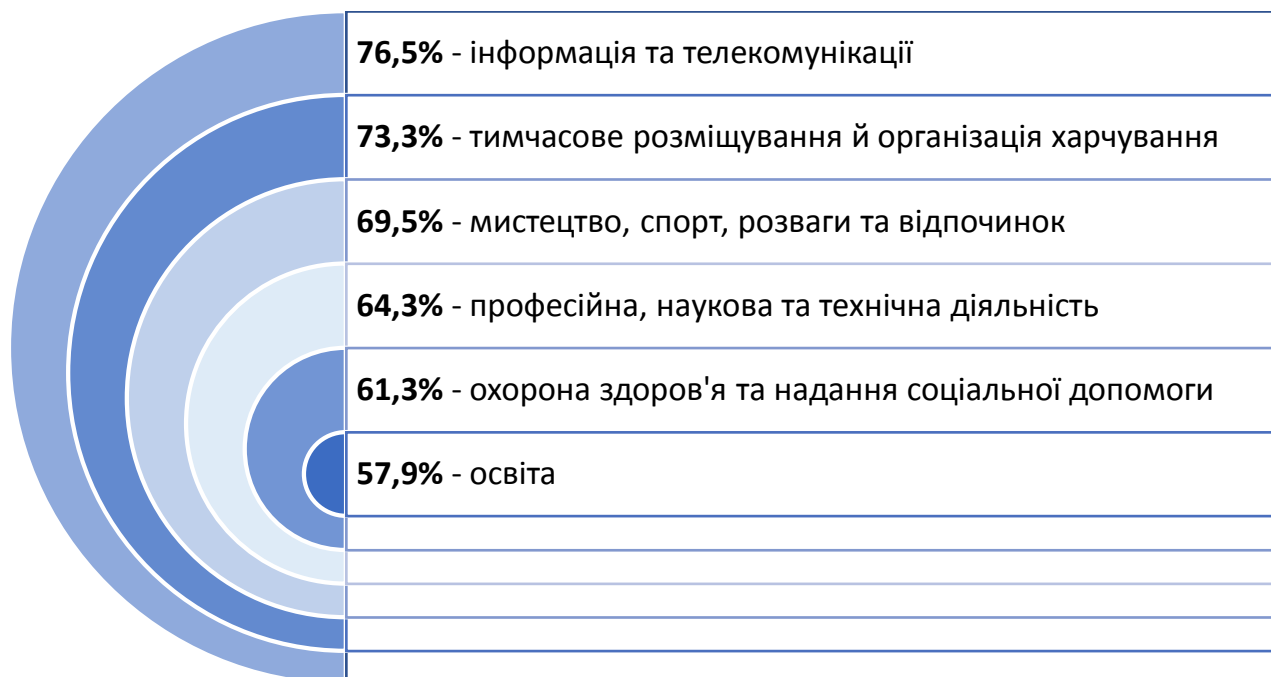 76,5% - інформація та телекомунікації
73,3% - тимчасове розміщування й організація харчування
69,5% - мистецтво, спорт, розваги та відпочинок
64,3% - професійна, наукова та технічна діяльність
61,3% - охорона здоров'я та надання соціальної допомоги
57,9% - освіта